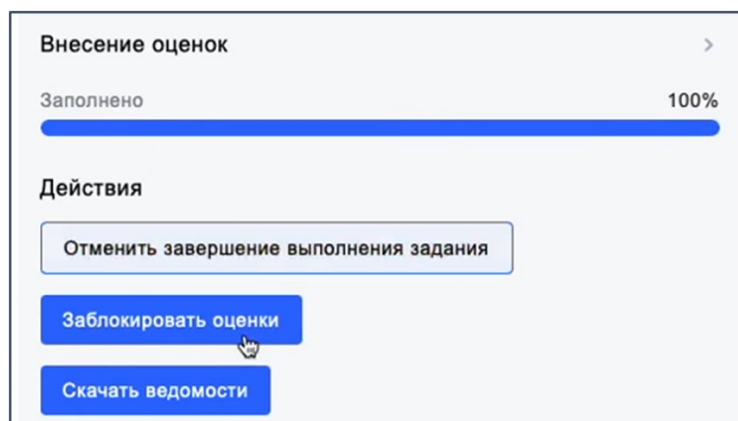 Внесение оценок
Заполнено 100%
Действия
Отменить завершение выполнения задания
Заблокировать оценки
Скачать ведомости